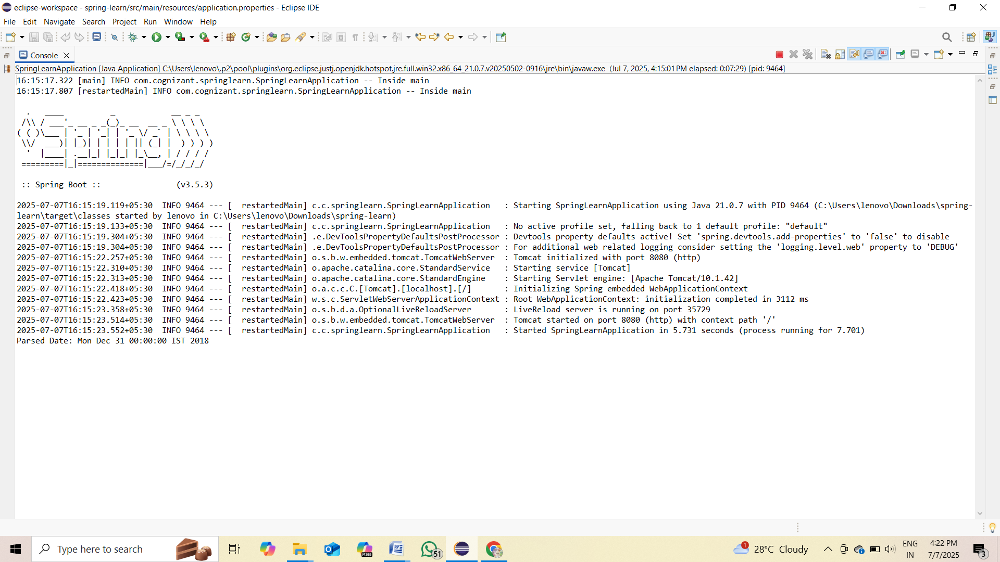 eclipse-workspace - spring-learn/src/main/resources/application.properties - Eclipse IDE
File Edit Navigate Search Project Run Window Help
Console
SpringLearnApplication [Java Application] C:\Users\lenovo\.p2\pool\plugins\org.eclipse.justj.openjdk.hotspot.jre.full.win32.x86_64_21.0.7.v20250502-0916\jre\bin\javaw.exe (Jul 7, 2025, 4:15:01 PM elapsed: 0:07:29) [pid: 9464]
16:15:17.322 [main] INFO com.cognizant.springlearn.SpringLearnApplication -- Inside main
16:15:17.807 [restartedMain] INFO com.cognizant.springlearn.SpringLearnApplication -- Inside main
  .   ____          _            __ _ _
 /\\ / ___'_ __ _ _(_)_ __  __ _ \ \ \ \
( ( )\___ | '_ | '_| | '_ \/ _` | \ \ \ \
 \\/  ___)| |_)| | | | | || (_| |  ) ) ) )
  '  |____| .__|_| |_|_| |_\__, | / / / /
 =========|_|==============|___/=/_/_/_/
 :: Spring Boot ::                (v3.5.3)
2025-07-07T16:15:19.119+05:30  INFO 9464 --- [  restartedMain] c.c.springlearn.SpringLearnApplication   : Starting SpringLearnApplication using Java 21.0.7 with PID 9464 (C:\Users\lenovo\Downloads\spring-
learn\target\classes started by lenovo in C:\Users\lenovo\Downloads\spring-learn)
2025-07-07T16:15:19.133+05:30  INFO 9464 --- [  restartedMain] c.c.springlearn.SpringLearnApplication   : No active profile set, falling back to 1 default profile: "default"
2025-07-07T16:15:19.304+05:30  INFO 9464 --- [  restartedMain] .e.DevToolsPropertyDefaultsPostProcessor : Devtools property defaults active! Set 'spring.devtools.add-properties' to 'false' to disable
2025-07-07T16:15:19.304+05:30  INFO 9464 --- [  restartedMain] .e.DevToolsPropertyDefaultsPostProcessor : For additional web related logging consider setting the 'logging.level.web' property to 'DEBUG'
2025-07-07T16:15:22.257+05:30  INFO 9464 --- [  restartedMain] o.s.b.w.embedded.tomcat.TomcatWebServer  : Tomcat initialized with port 8080 (http)
2025-07-07T16:15:22.310+05:30  INFO 9464 --- [  restartedMain] o.apache.catalina.core.StandardService   : Starting service [Tomcat]
2025-07-07T16:15:22.313+05:30  INFO 9464 --- [  restartedMain] o.apache.catalina.core.StandardEngine    : Starting Servlet engine: [Apache Tomcat/10.1.42]
2025-07-07T16:15:22.418+05:30  INFO 9464 --- [  restartedMain] o.a.c.c.C.[Tomcat].[localhost].[/]       : Initializing Spring embedded WebApplicationContext
2025-07-07T16:15:22.423+05:30  INFO 9464 --- [  restartedMain] w.s.c.ServletWebServerApplicationContext : Root WebApplicationContext: initialization completed in 3112 ms
2025-07-07T16:15:23.358+05:30  INFO 9464 --- [  restartedMain] o.s.b.d.a.OptionalLiveReloadServer       : LiveReload server is running on port 35729
2025-07-07T16:15:23.514+05:30  INFO 9464 --- [  restartedMain] o.s.b.w.embedded.tomcat.TomcatWebServer  : Tomcat started on port 8080 (http) with context path '/'
2025-07-07T16:15:23.552+05:30  INFO 9464 --- [  restartedMain] c.c.springlearn.SpringLearnApplication   : Started SpringLearnApplication in 5.731 seconds (process running for 7.701)
Parsed Date: Mon Dec 31 00:00:00 IST 2018
Type here to search
M365
51
1
28°C Cloudy
ENG
IN
4:22 PM
7/7/2025
3